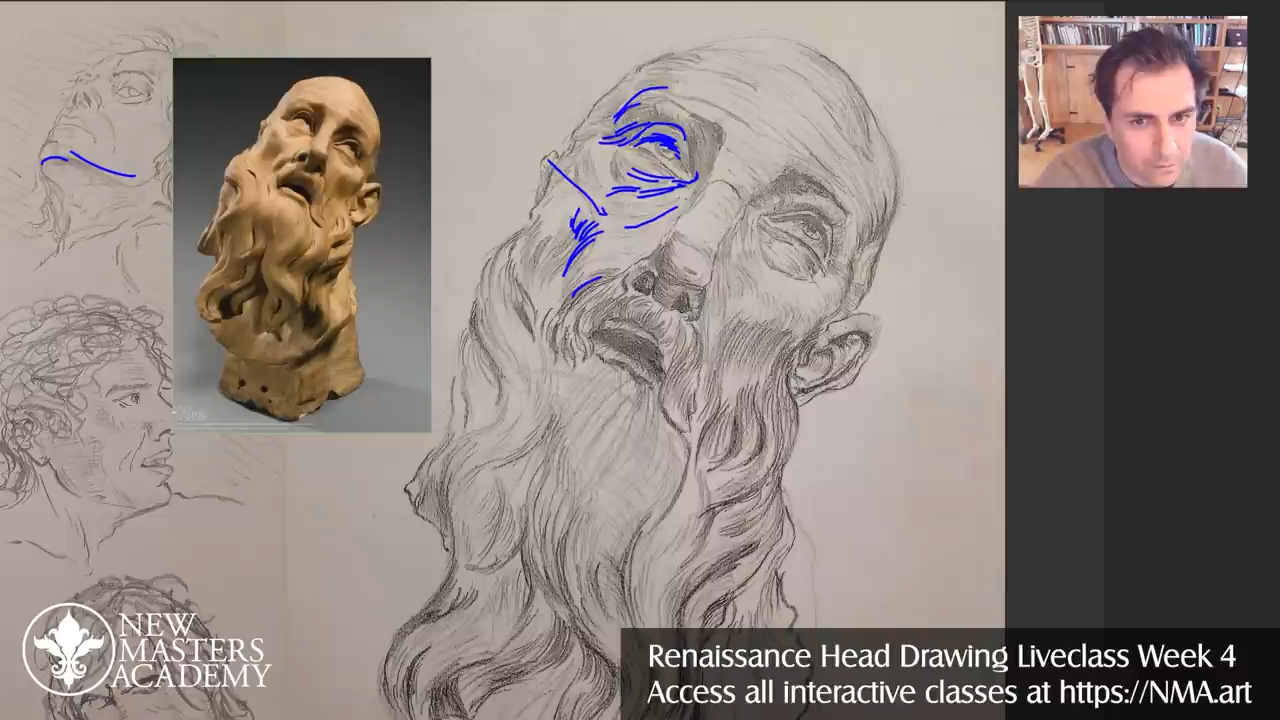 NEW
MASTERS
ACADEMY
Renaissance Head Drawing Liveclass Week 4
Access all interactive classes at https://NMA.art